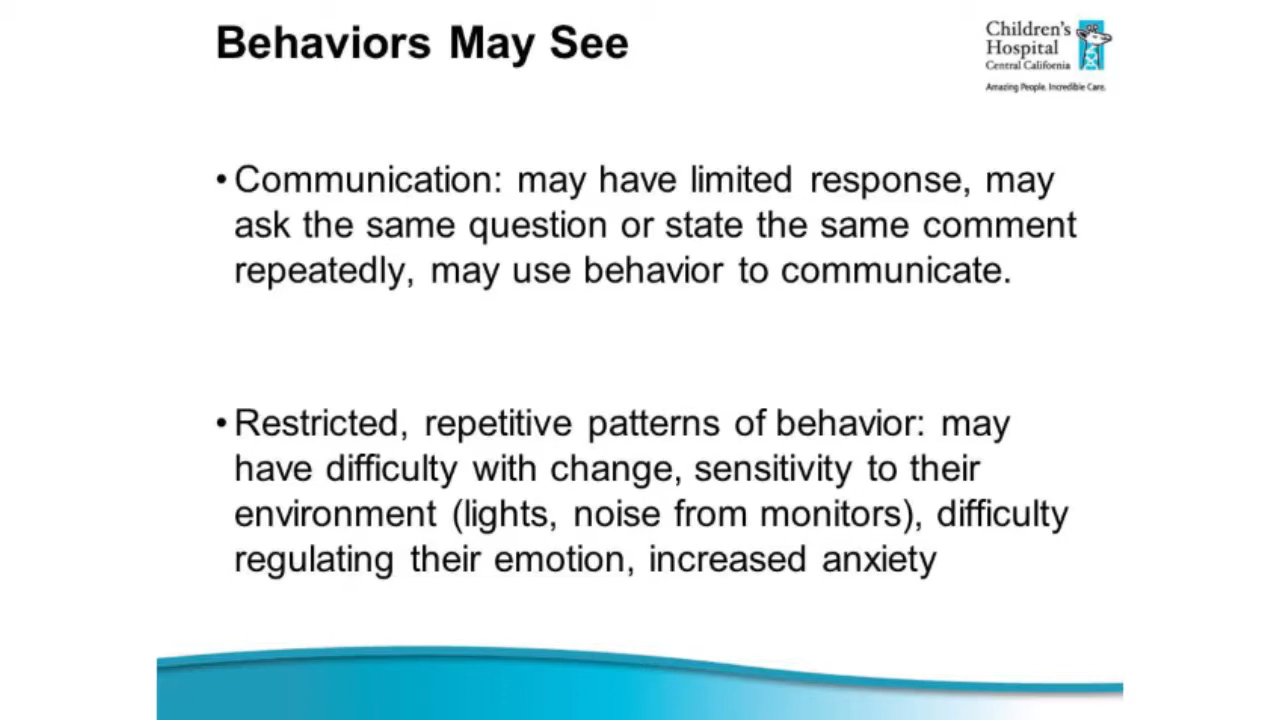 Behaviors May See
Children's
Hospital
Central California
Amazing People. Incredible Care.
• Communication: may have limited response, may
ask the same question or state the same comment
repeatedly, may use behavior to communicate.
• Restricted, repetitive patterns of behavior: may
have difficulty with change, sensitivity to their
environment (lights, noise from monitors), difficulty
regulating their emotion, increased anxiety